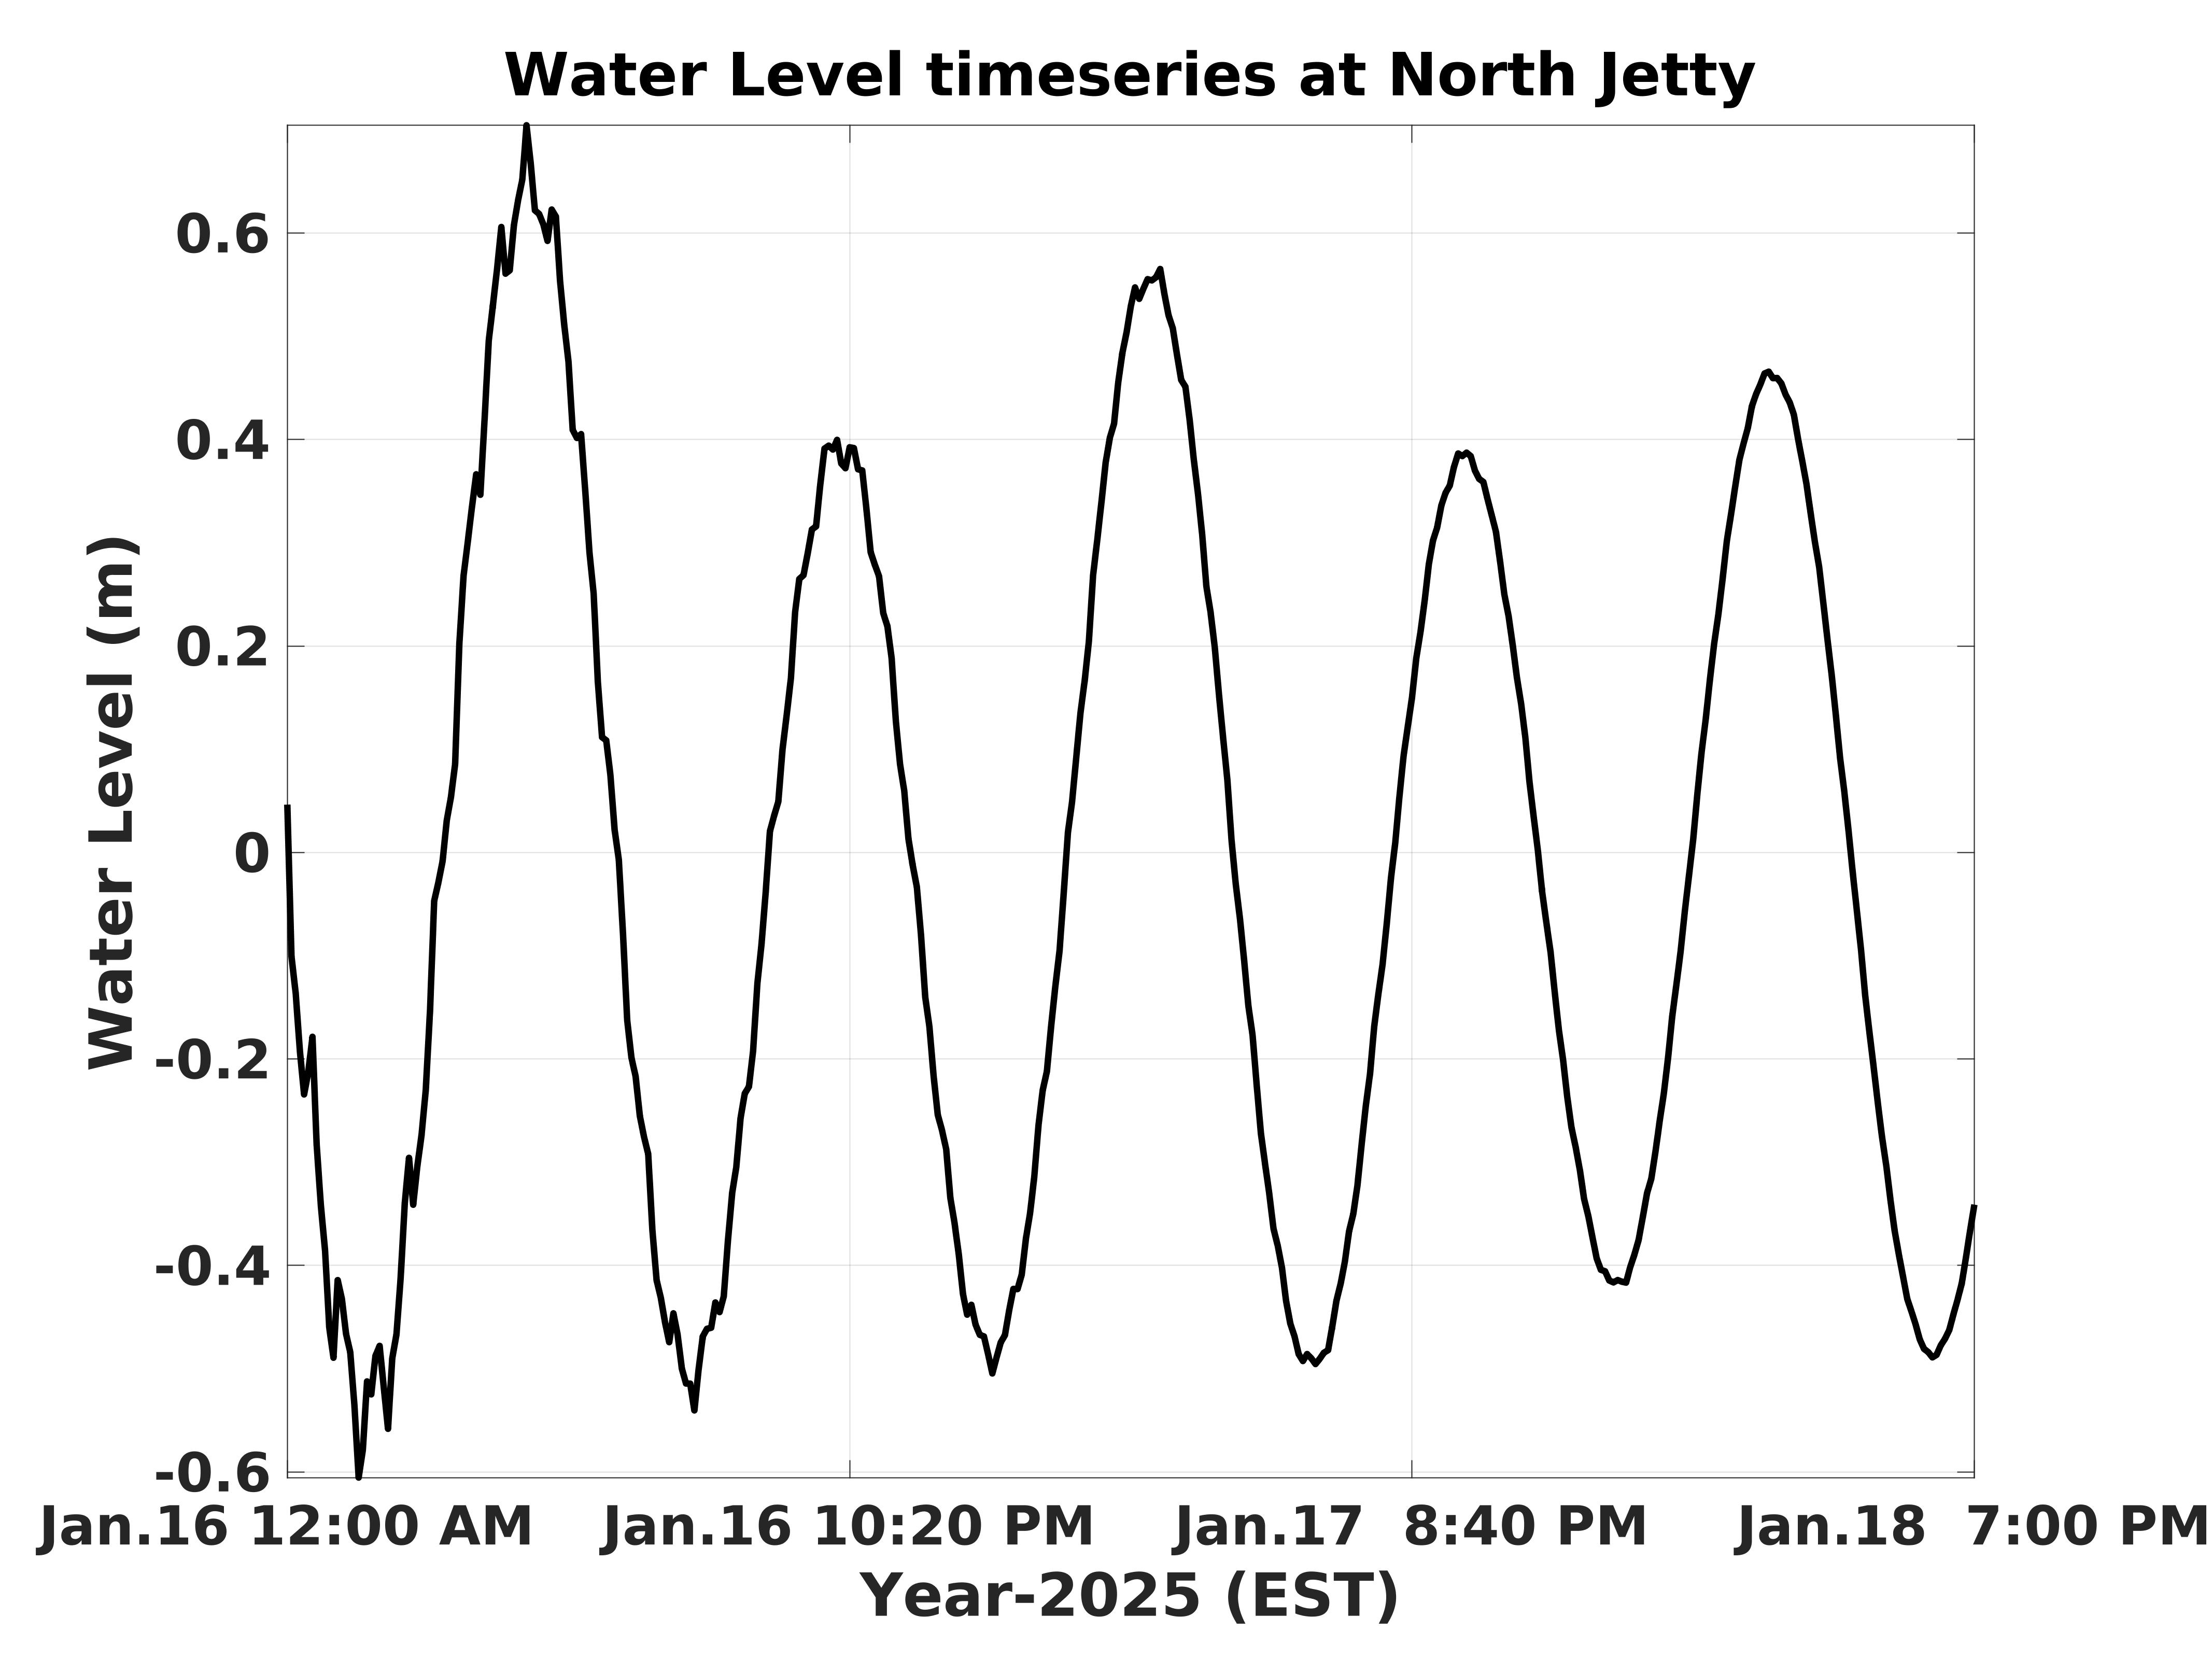 Water Level timeseries at North Jetty
Water Level (m)
0.6
0.4
0.2
0
-0.2
-0.4
-0.6
Jan.16 12:00 AM
Jan.16 10:20 PM
Jan.17  8:40 PM
Jan.18  7:00 PM
Year-2025 (EST)